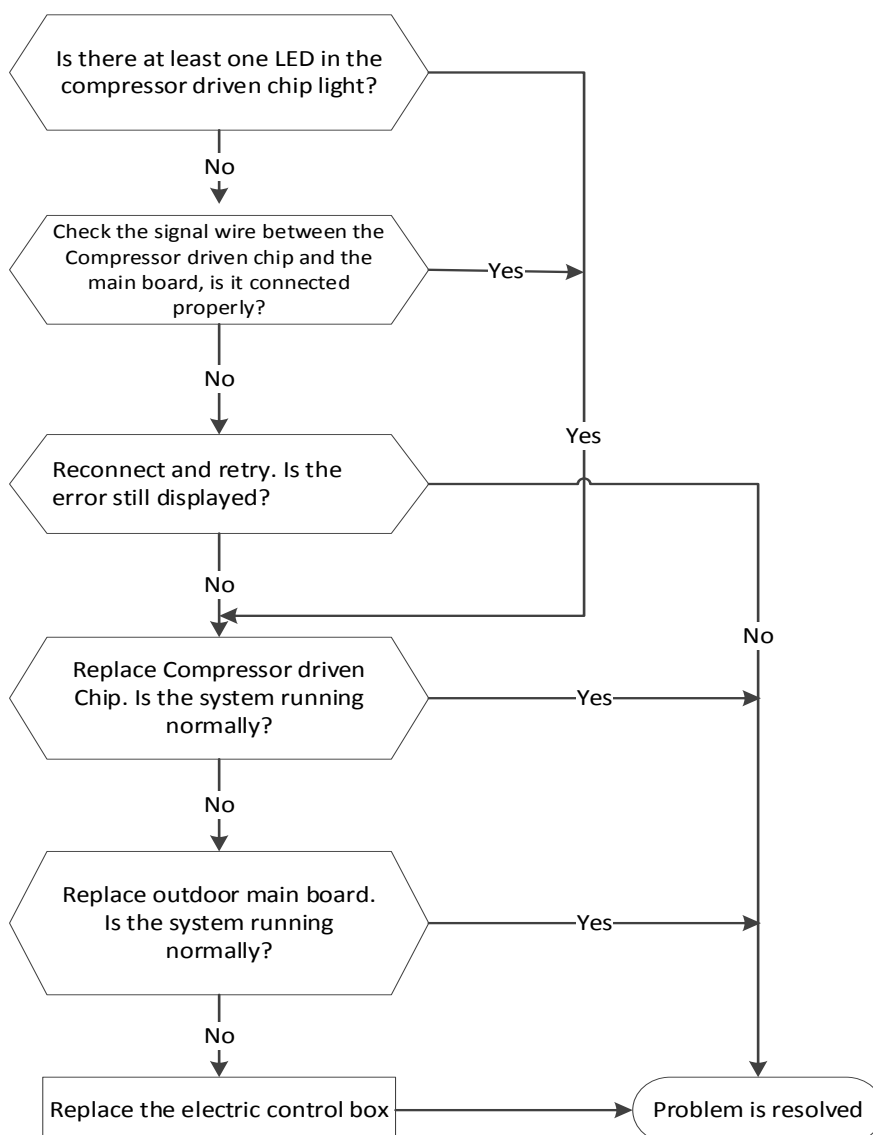 Is there at least one LED in the
compressor driven chip light?
No
Check the signal wire between the
Compressor driven chip and the
main board, is it connected
properly?
Yes
No
Yes
Reconnect and retry. Is the
error still displayed?
No
No
Replace Compressor driven
Chip. Is the system running
normally?
Yes
No
Replace outdoor main board.
Is the system running
normally?
Yes
No
Replace the electric control box
Problem is resolved